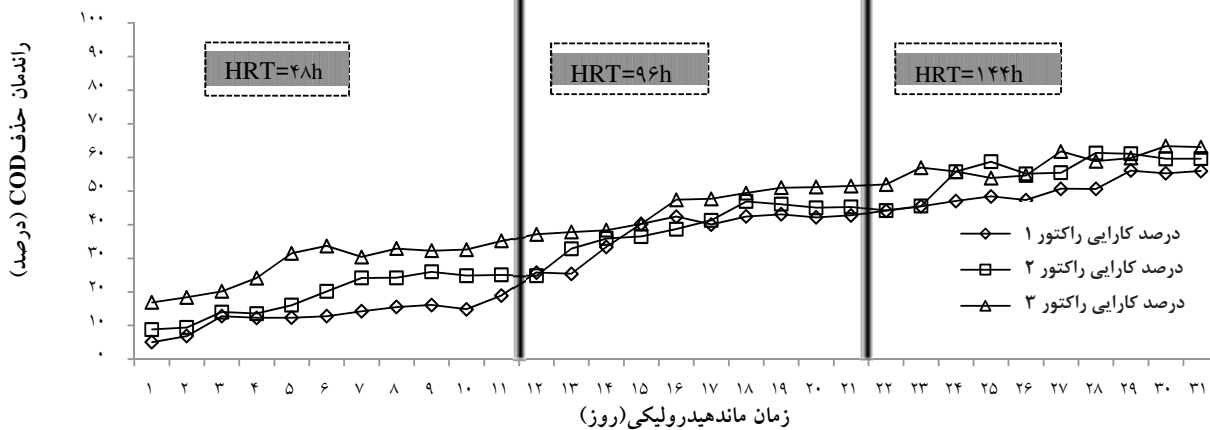 راندمان حذفCOD (درصد)
۱۰۰
۹۰
۸۰
۷۰
۶۰
۵۰
۴۰
۳۰
۲۰
۱۰
۰
HRT=۴۸h
HRT=۹۶h
HRT=۱۴۴h
درصد کارایی راکتور ۱
درصد کارایی راکتور ۲
درصد کارایی راکتور ۳
۱ ۲ ۳ ۴ ۵ ۶ ۷ ۸ ۹ ۱۰ ۱۱ ۱۲ ۱۳ ۱۴ ۱۵ ۱۶ ۱۷ ۱۸ ۱۹ ۲۰ ۲۱ ۲۲ ۲۳ ۲۴ ۲۵ ۲۶ ۲۷ ۲۸ ۲۹ ۳۰ ۳۱
زمان ماندهیدرولیکی(روز)